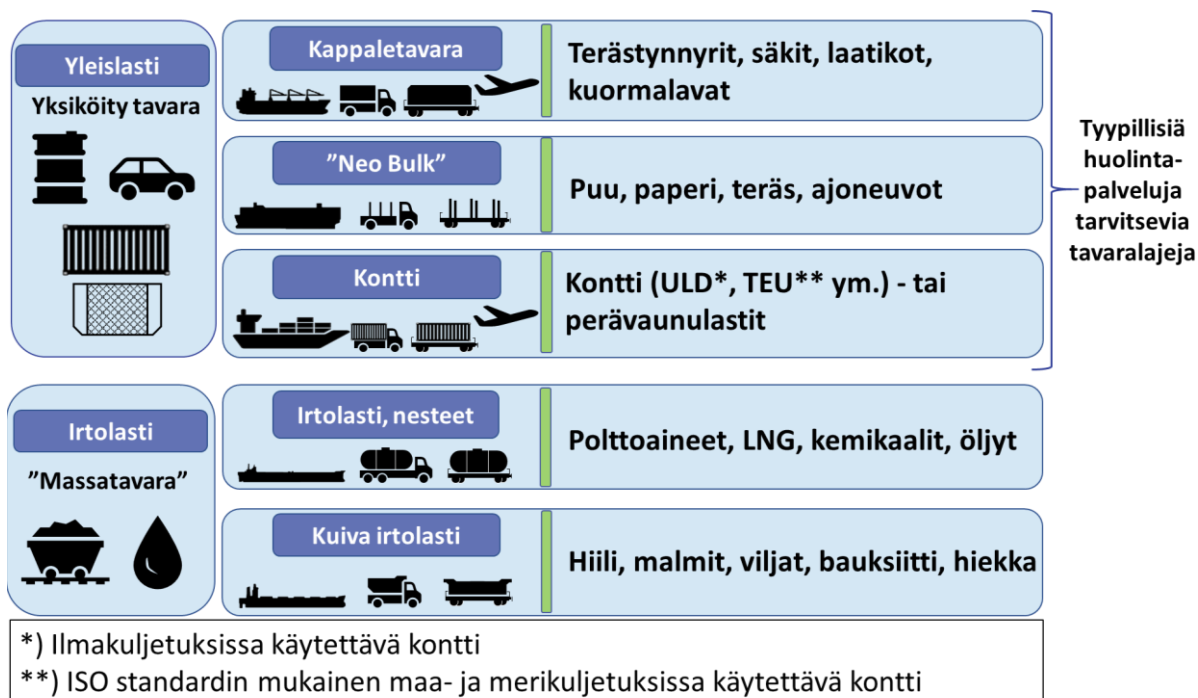 Yleislasti
Yksiköity tavara
Kappaletavara
Terästynnyrit, säkit, laatikot,
kuormalavat
"Neo Bulk"
Puu, paperi, teräs, ajoneuvot
Kontti
Kontti (ULD*, TEU** ym.) - tai
perävaunulastit
Tyypillisiä
huolinta-
palveluja
tarvitsevia
tavaralajeja
Irtolasti
"Massatavara"
Irtolasti, nesteet
Polttoaineet, LNG, kemikaalit, öljyt
Kuiva irtolasti
Hiili, malmit, viljat, bauksiitti, hiekka
*) Ilmakuljetuksissa käytettävä kontti
**) ISO standardin mukainen maa- ja merikuljetuksissa käytettävä kontti